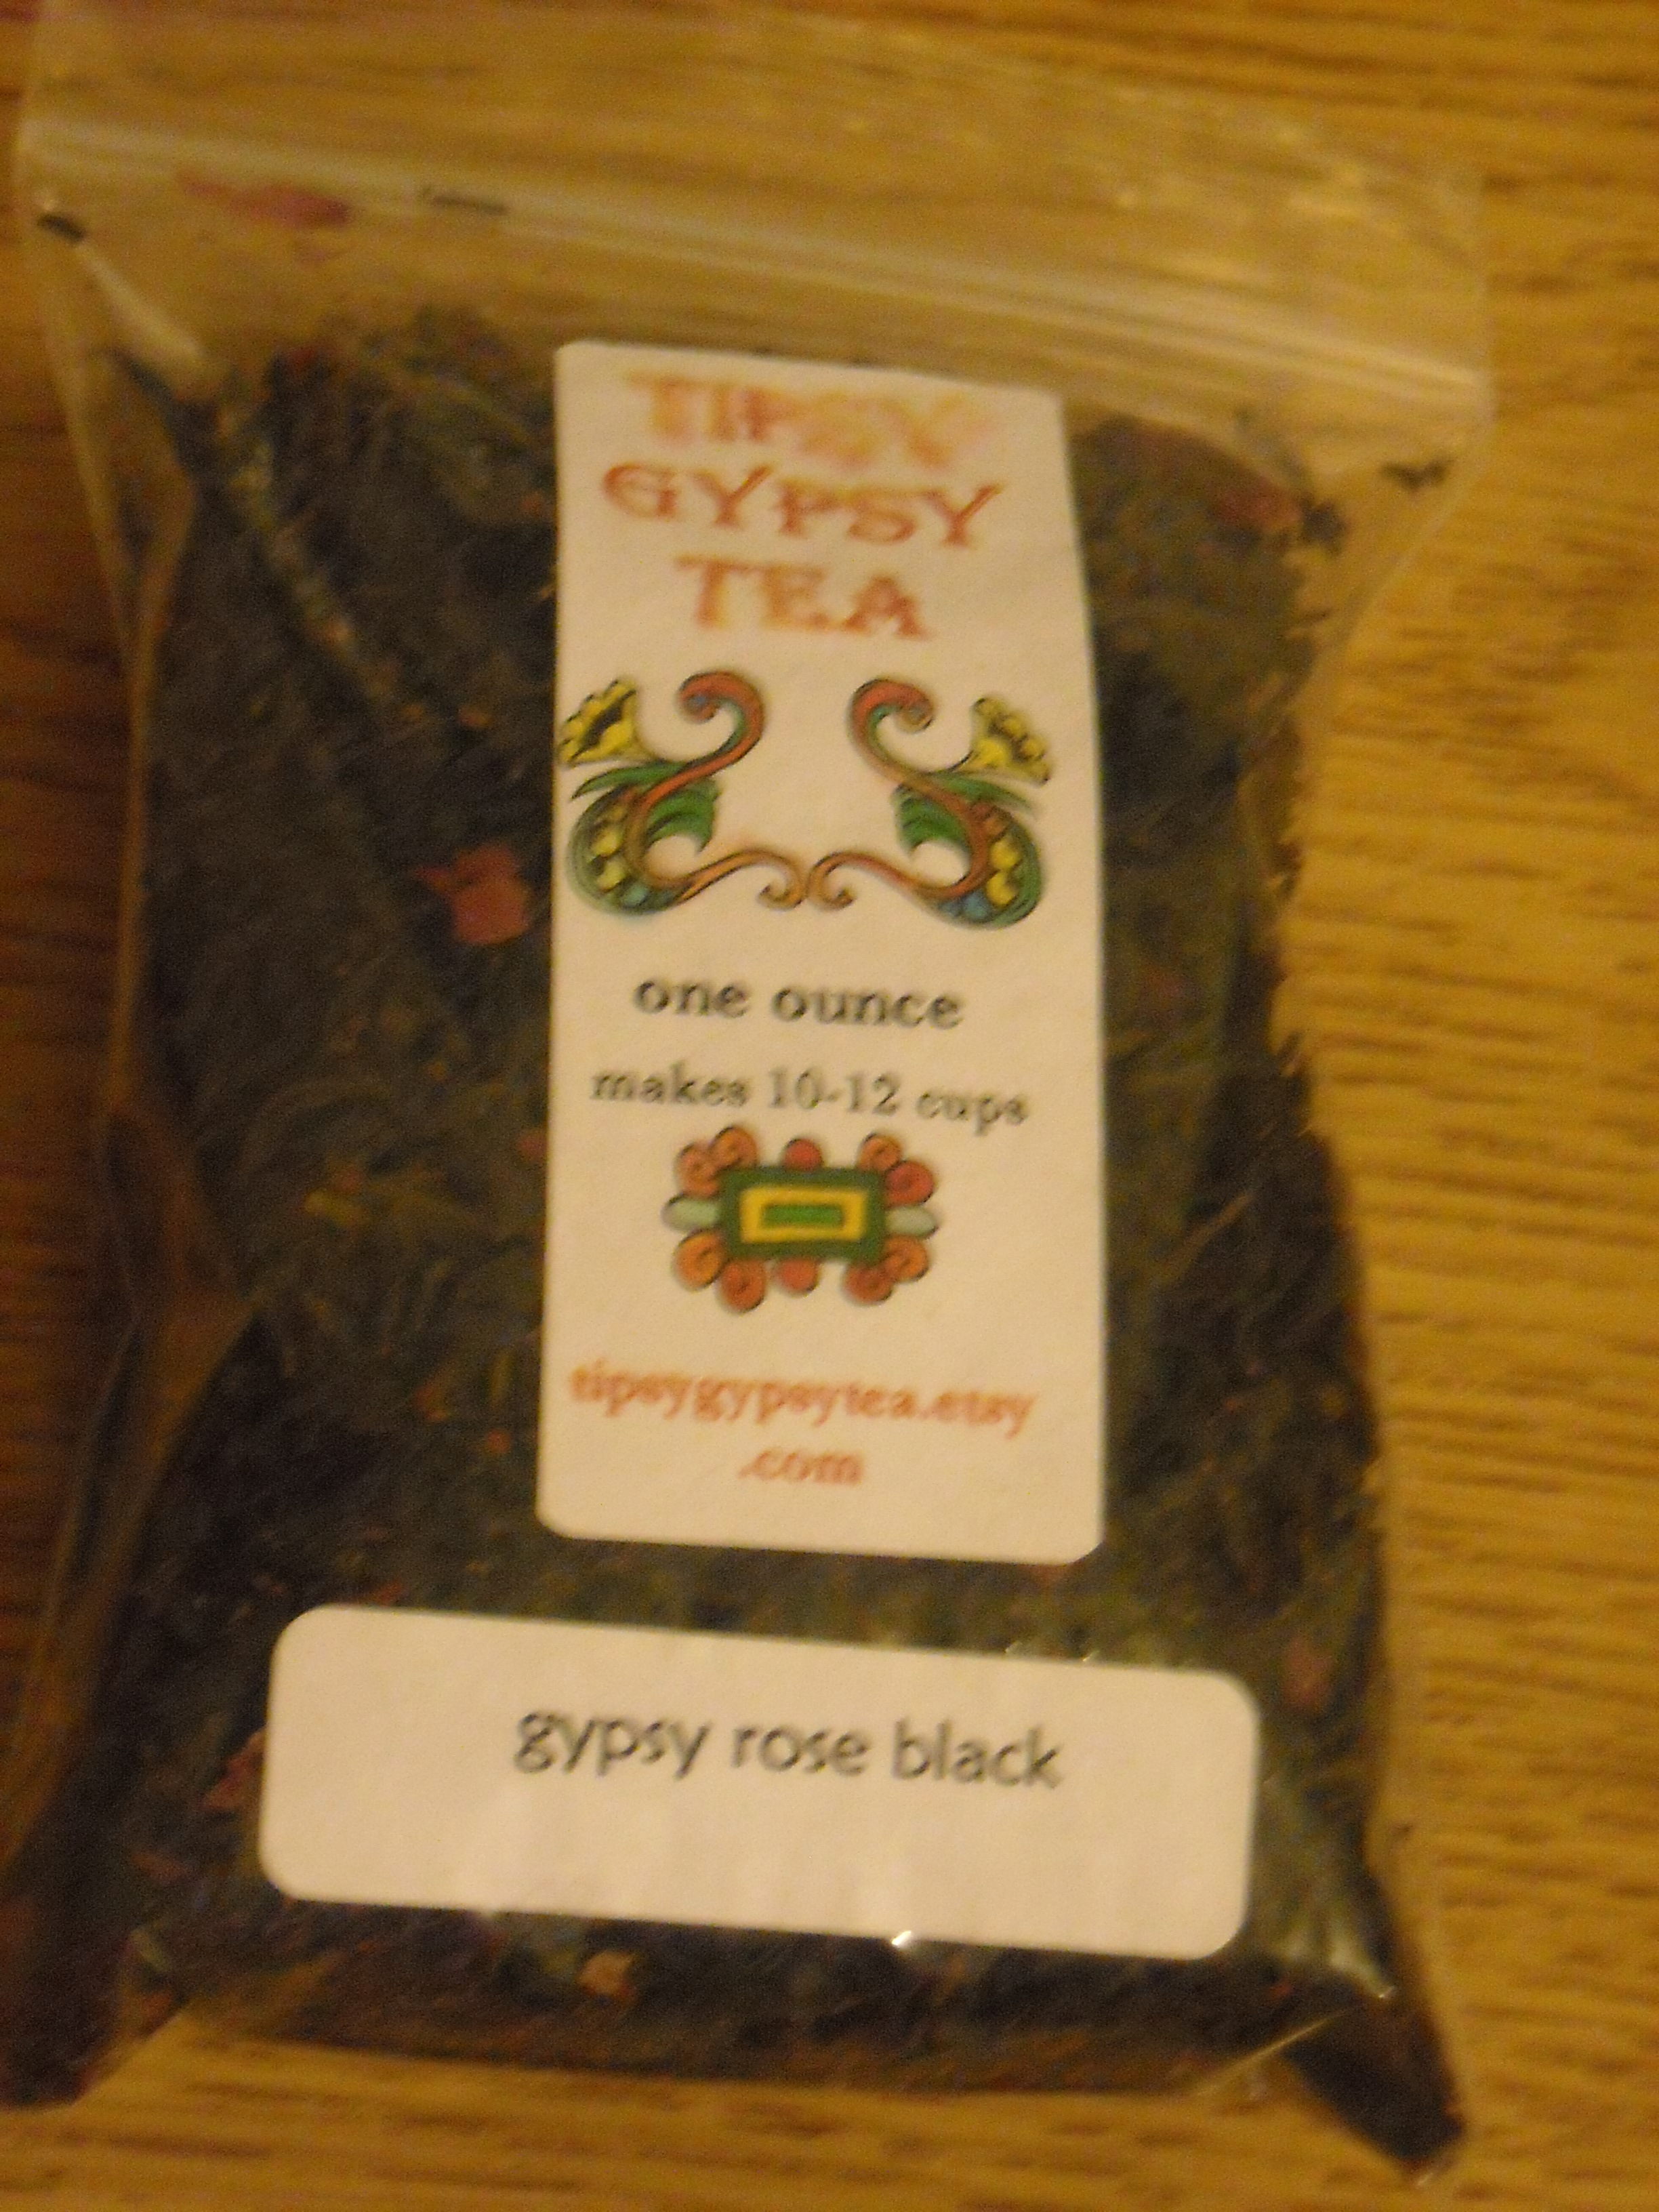 TIPSY
GYPSY
TEA
one ounce
makes 10-12 cups
tipsygypsytea.etsy
.com
gypsy rose black